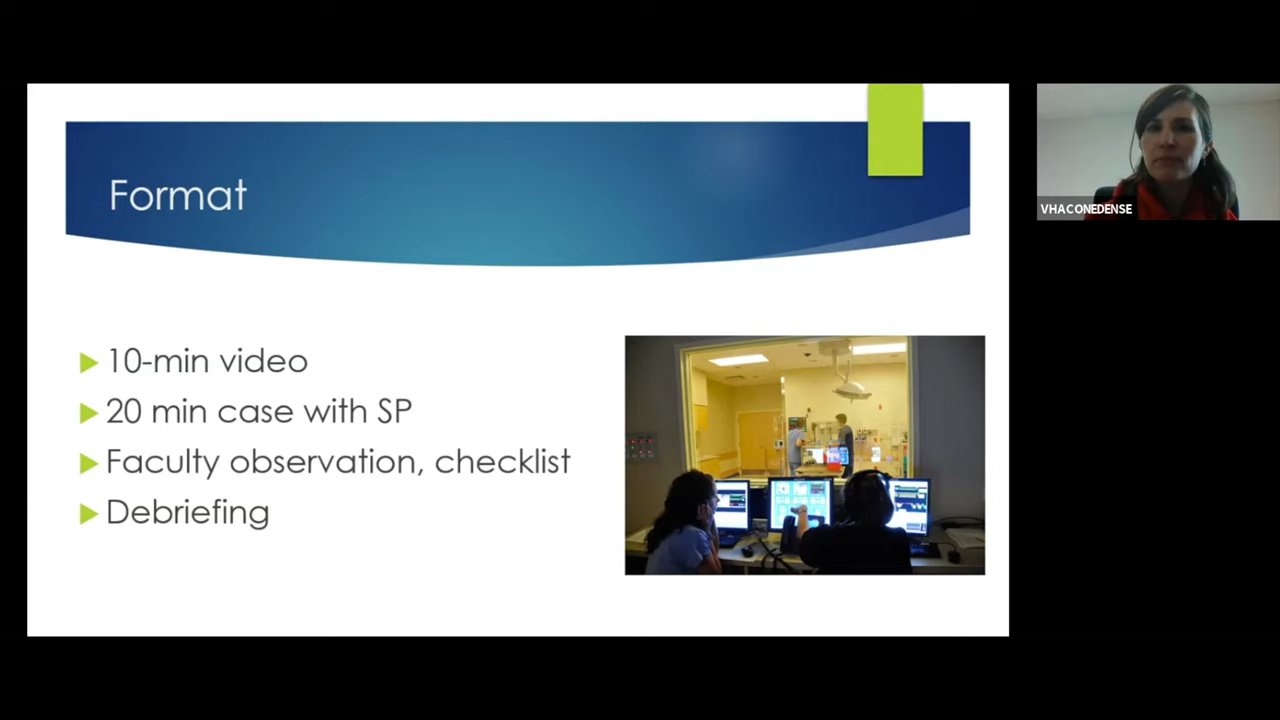 Format
10-min video
20 min case with SP
Faculty observation, checklist
Debriefing
VHACONEDENSE